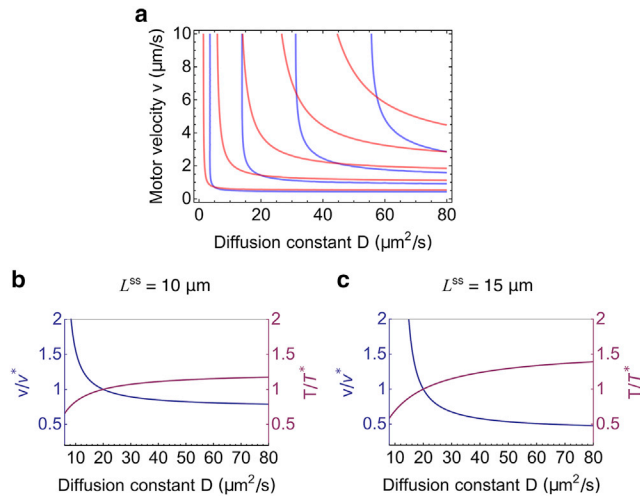 a
Motor velocity v (μm/s)
10
8
6
4
2
0
0 20 40 60 80
Diffusion constant D (μm²/s)
b
L^ss = 10 μm
v/v*
2
1.5
1
0.5
2
1.5
1
0.5
T/T*
10 20 30 40 50 60 70 80
Diffusion constant D (μm²/s)
c
L^ss = 15 μm
v/v*
2
1.5
1
0.5
2
1.5
1
0.5
T/T*
10 20 30 40 50 60 70 80
Diffusion constant D (μm²/s)